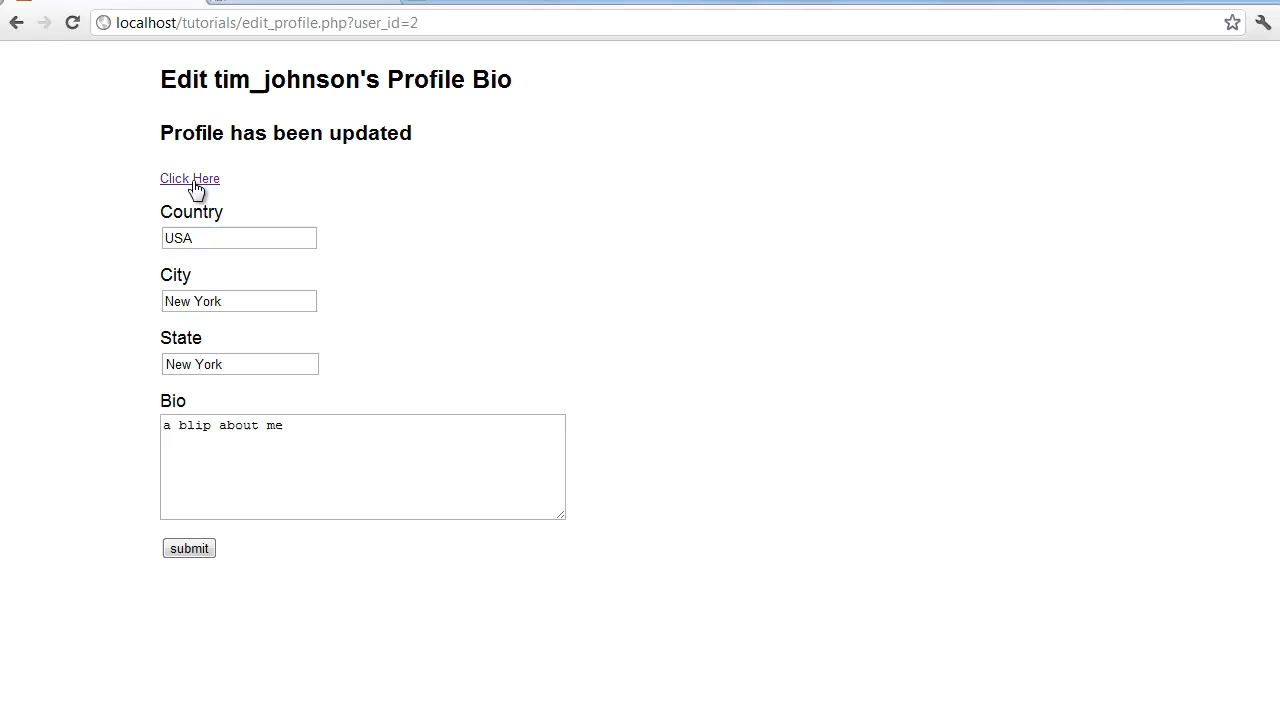 localhost/tutorials/edit_profile.php?user_id=2
Edit tim_johnson's Profile Bio
Profile has been updated
Click Here
Country
USA
City
New York
State
New York
Bio
a blip about me
submit